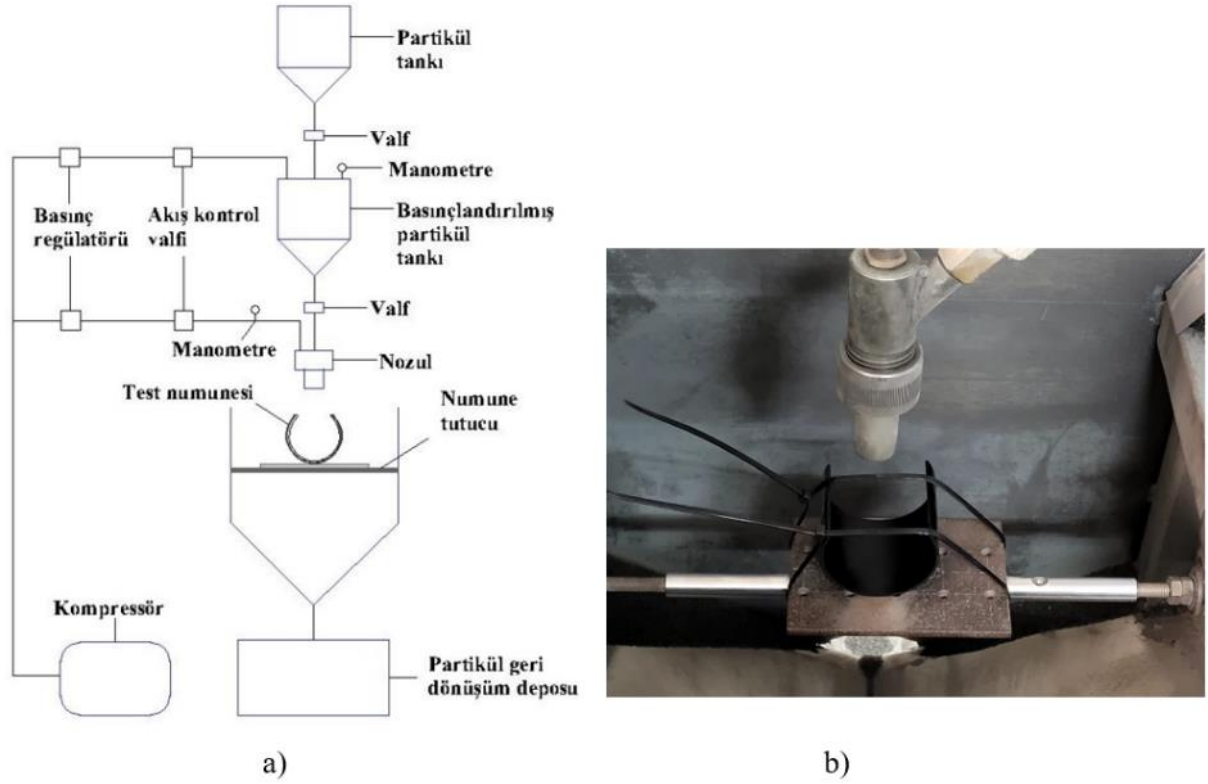 Partikül
tankı
Valf
Manometre
Basınç
regülatörü
Akış kontrol
valfi
Basınçlandırılmış
partikül
tankı
Valf
Manometre
Nozul
Test numunesi
Numune
tutucu
Kompressör
Partikül geri
dönüşüm deposu
a)
b)